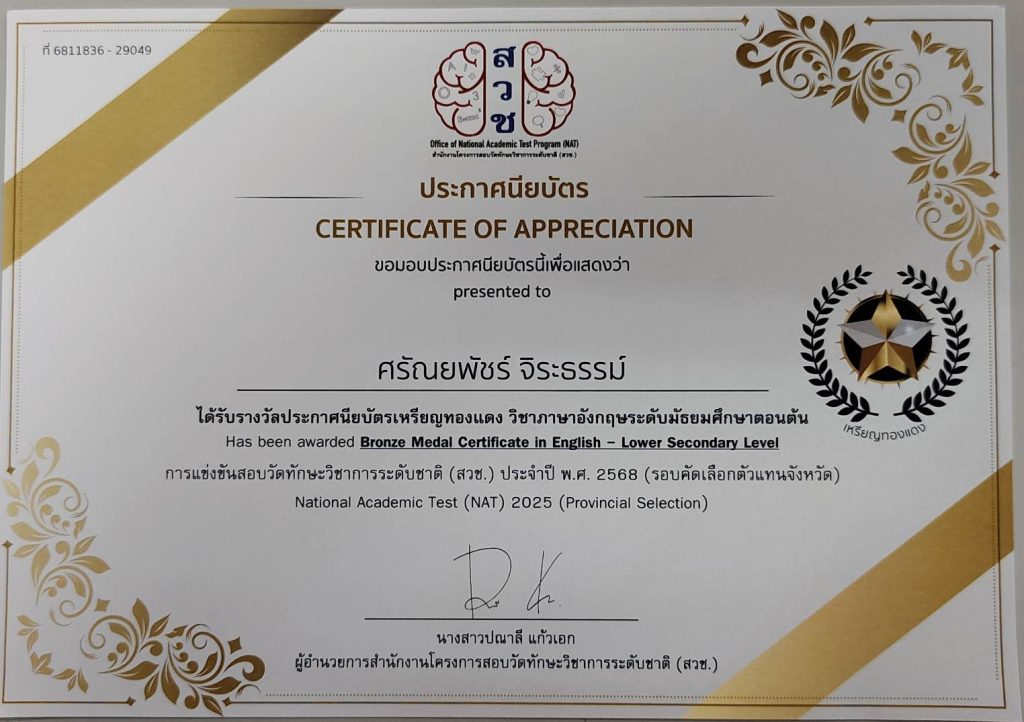 ที่ 6811836 - 29049
สวช
Office of National Academic Test Program (NAT)
สำนักงานโครงการสอบวัดทักษะวิชาการระดับชาติ (สวช.)
ประกาศนียบัตร
CERTIFICATE OF APPRECIATION
ขอมอบประกาศนียบัตรนี้เพื่อแสดงว่า
presented to
ศรัณยพัชร์ จิระธรรม์
ได้รับรางวัลประกาศนียบัตรเหรียญทองแดง วิชาภาษาอังกฤษระดับมัธยมศึกษาตอนต้น
Has been awarded Bronze Medal Certificate in English – Lower Secondary Level
เหรียญทองแดง
การแข่งขันสอบวัดทักษะวิชาการระดับชาติ (สวช.) ประจำปี พ.ศ. 2568 (รอบคัดเลือกตัวแทนจังหวัด)
National Academic Test (NAT) 2025 (Provincial Selection)
นางสาวปณาลี แก้วเอก
ผู้อำนวยการสำนักงานโครงการสอบวัดทักษะวิชาการระดับชาติ (สวช.)